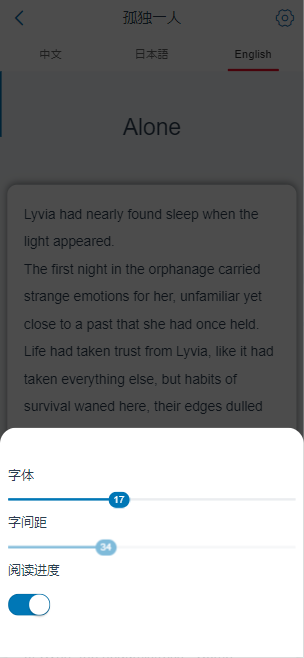 孤独一人
中文 日本語 English
Alone
Lyvia had nearly found sleep when the
light appeared.
The first night in the orphanage carried
strange emotions for her, unfamiliar yet
close to a past that she had once held.
Life had taken trust from Lyvia, like it had
taken everything else, but habits of
survival waned here, their edges dulled
字体
17
字间距
34
阅读进度